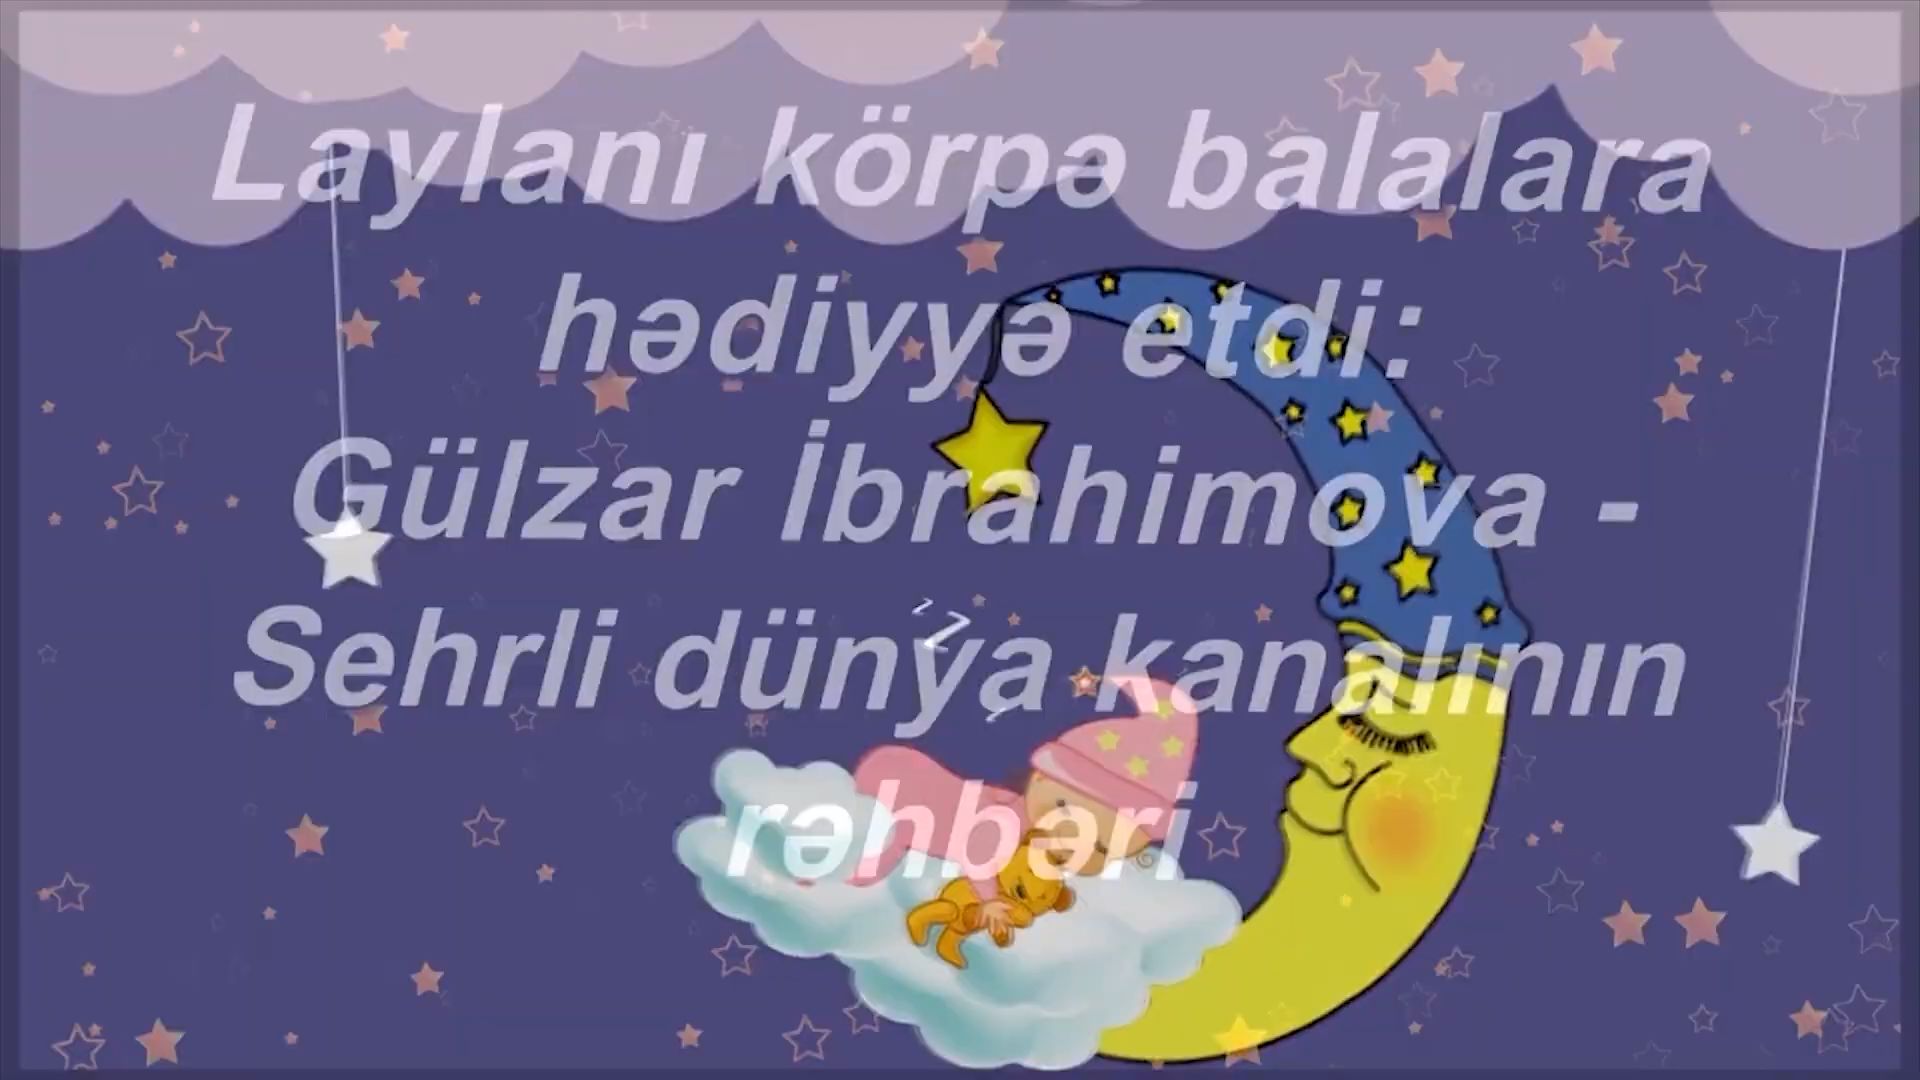 Laylanı körpə balalara
hədiyyə etdi:
Gülzar İbrahimova -
Sehrli dünya kanalının
rəhbəri
z
Z